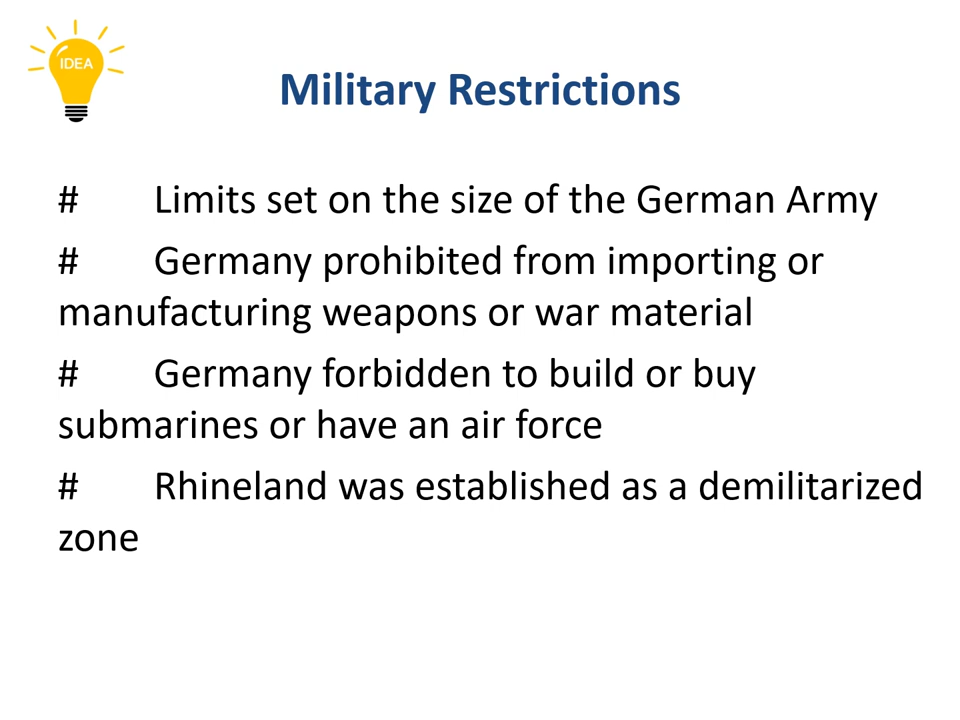 IDEA
Military Restrictions
# Limits set on the size of the German Army
# Germany prohibited from importing or
manufacturing weapons or war material
# Germany forbidden to build or buy
submarines or have an air force
# Rhineland was established as a demilitarized
zone